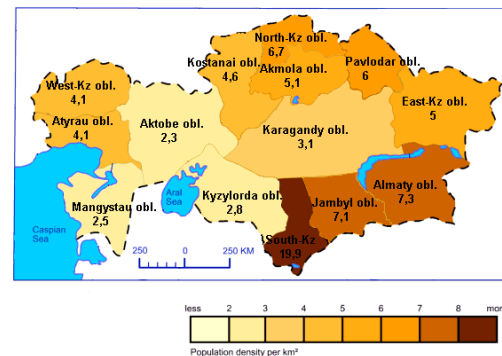 North-Kz obl.
6,7
Kostanai obl.
4,6
Akmola obl.
5,1
Pavlodar obl.
6
West-Kz obl.
4,1
Atyrau obl.
4,1
Aktobe obl.
2,3
Karagandy obl.
3,1
East-Kz obl.
5
Mangystau obl.
2,5
Kyzylorda obl.
2,8
South-Kz
19,9
Jambyl obl.
7,1
Almaty obl.
7,3
Aral
Sea
Caspian
Sea
250 0 250 KM
less 2 3 4 5 6 7 8 mor
Population density per km²